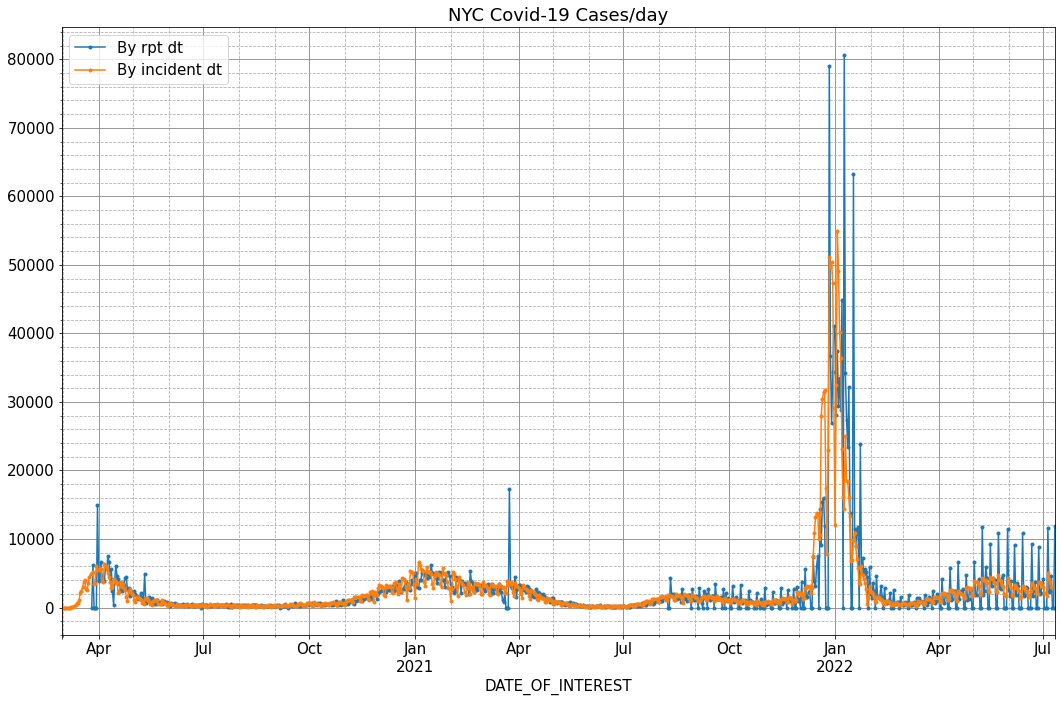 NYC Covid-19 Cases/day
By rpt dt
By incident dt
80000
70000
60000
50000
40000
30000
20000
10000
0
Apr Jul Oct Jan Apr Jul Oct Jan Apr Jul
2021 2022
DATE_OF_INTEREST